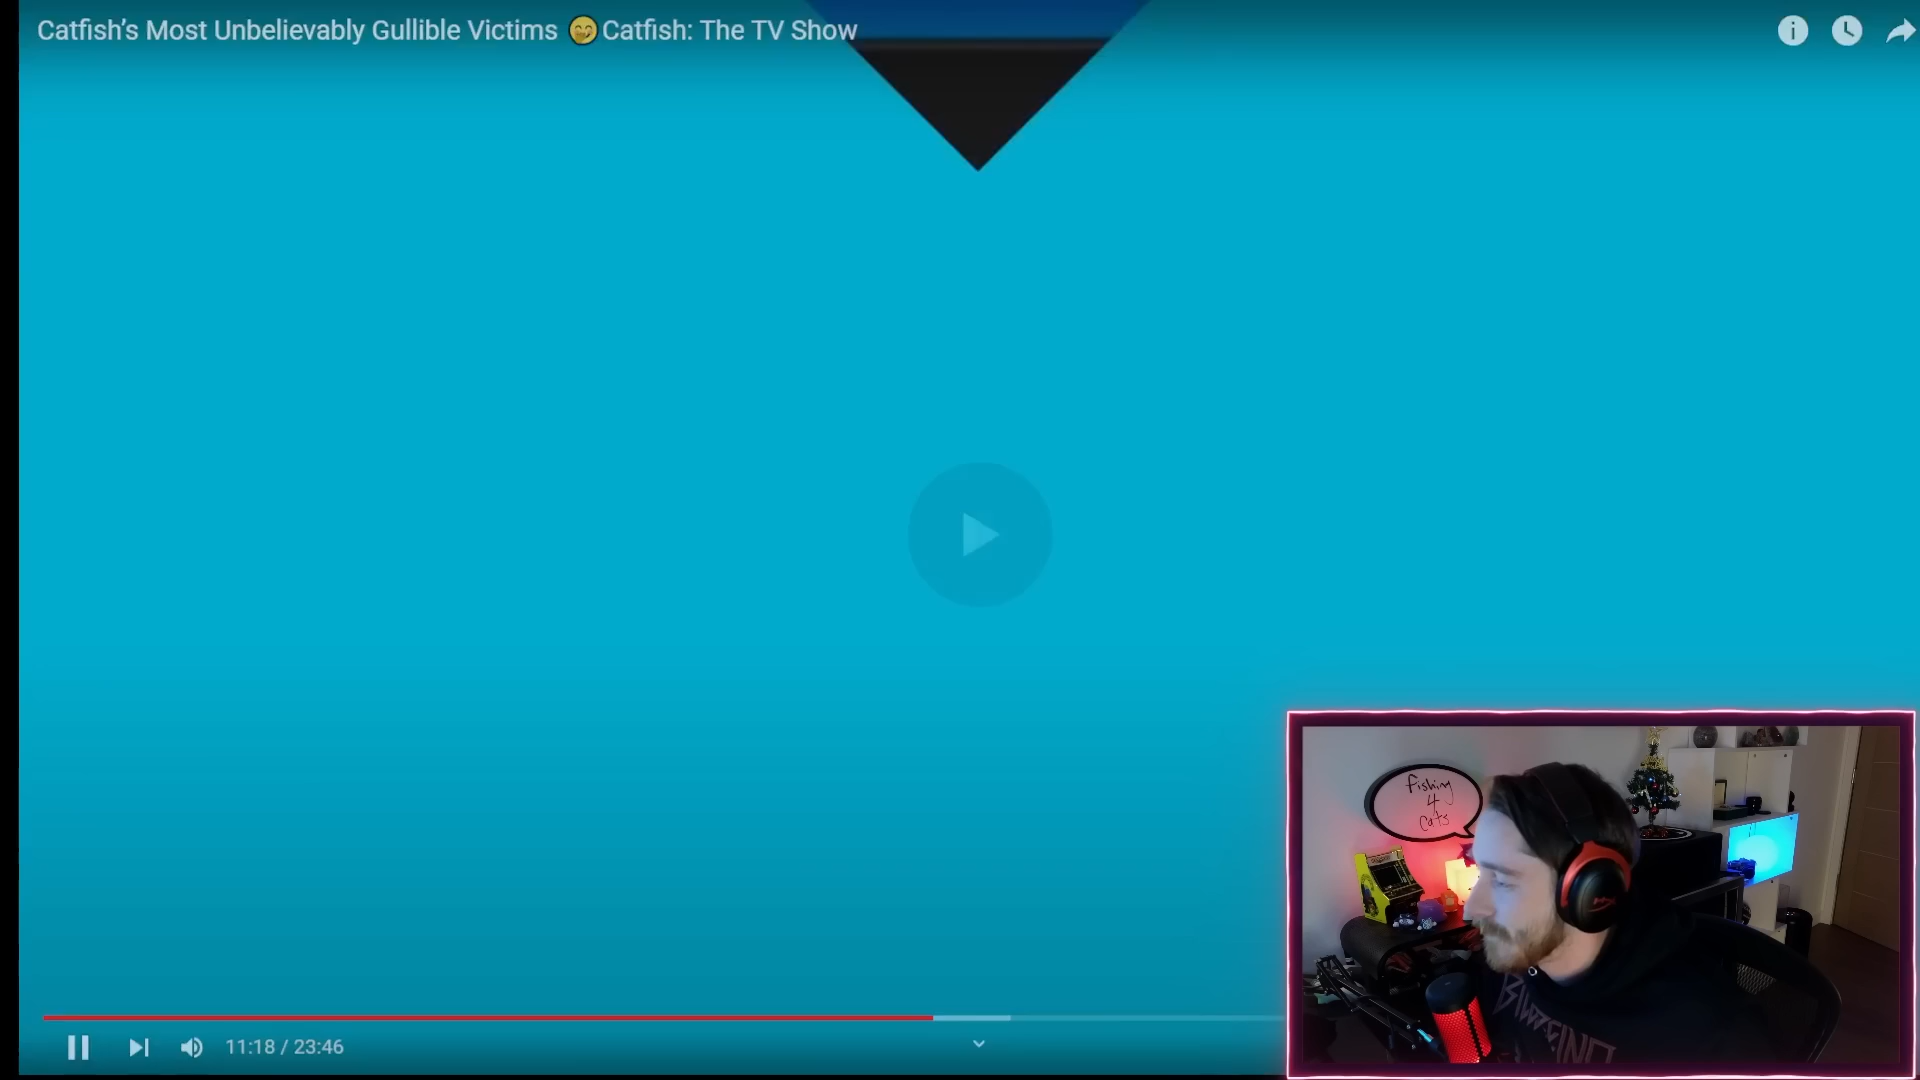 Catfish’s Most Unbelievably Gullible Victims 🤭Catfish: The TV Show
fishing
4
cats
11:18 / 23:46